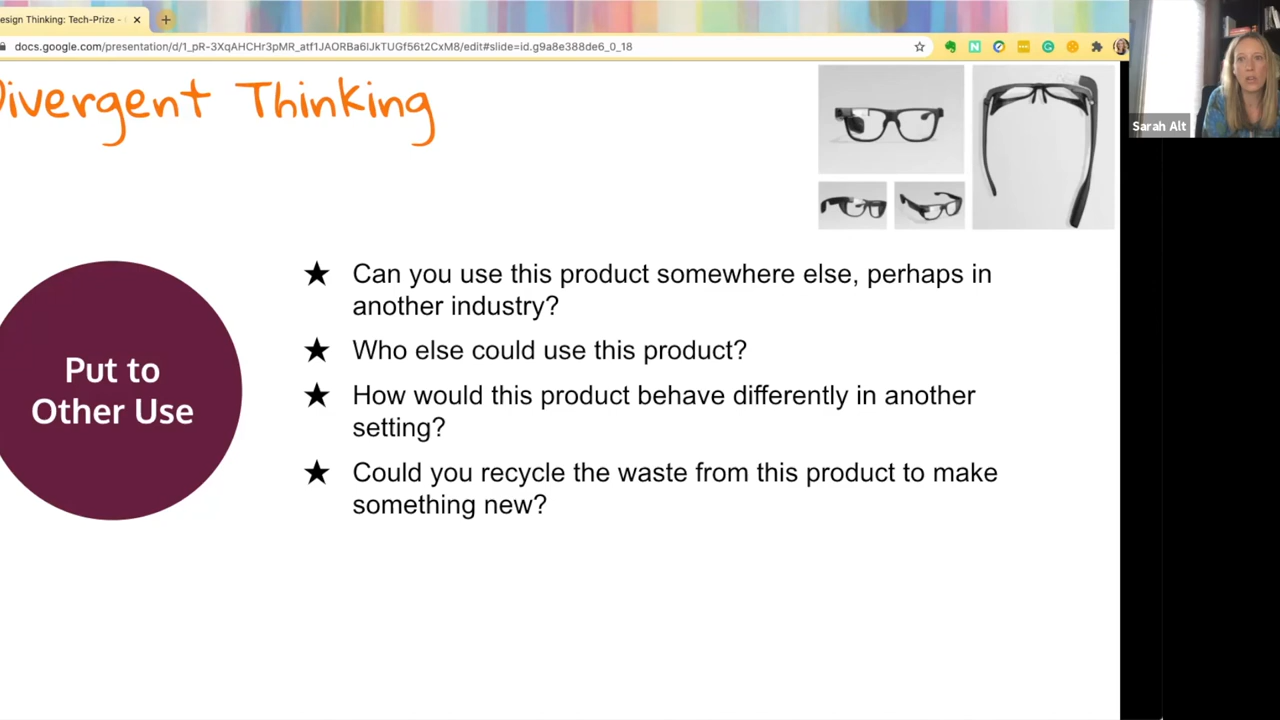 esign Thinking: Tech-Prize -
docs.google.com/presentation/d/1_pR-3XqAHCHr3pMR_atf1JAORBa6IJkTUGf56t2CxM8/edit#slide=id.g9a8e388de6_0_18
Divergent Thinking
Sarah Alt
Put to
Other Use
★ Can you use this product somewhere else, perhaps in
another industry?
★ Who else could use this product?
★ How would this product behave differently in another
setting?
★ Could you recycle the waste from this product to make
something new?